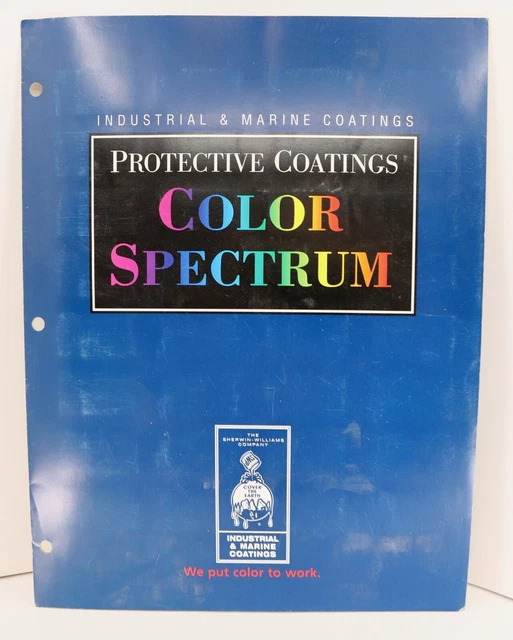 INDUSTRIAL & MARINE COATINGS
PROTECTIVE COATINGS
COLOR
SPECTRUM
THE
SHERWIN-WILLIAMS
COMPANY
COVER
THE
EARTH
INDUSTRIAL
& MARINE
COATINGS
We put color to work.